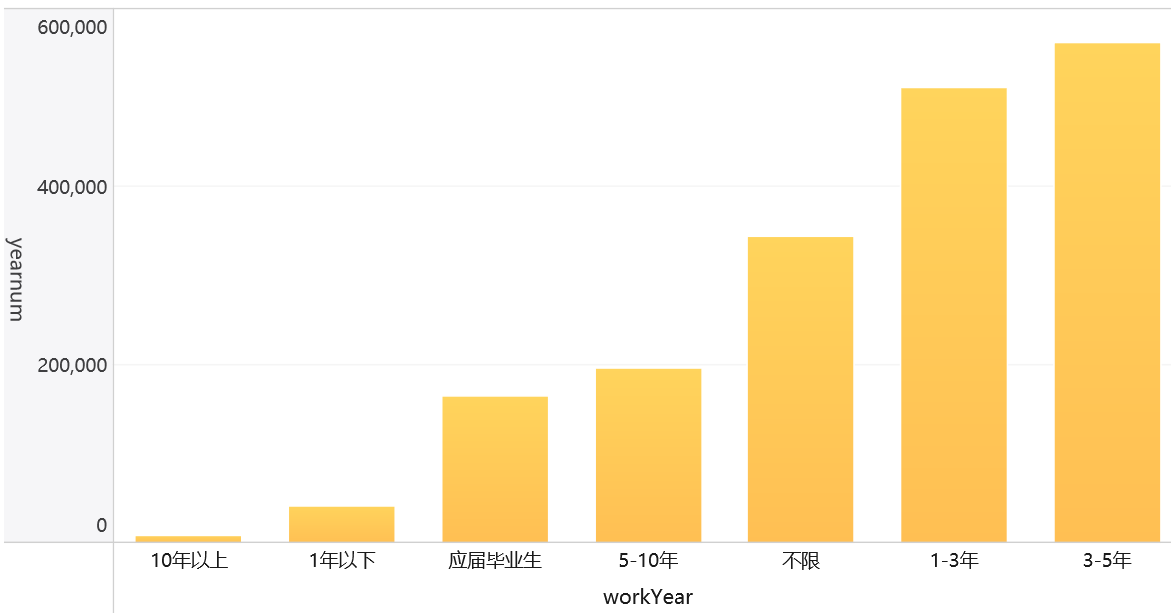 600,000
400,000
200,000
0
yearnum
10年以上
1年以下
应届毕业生
5-10年
不限
1-3年
3-5年
workYear